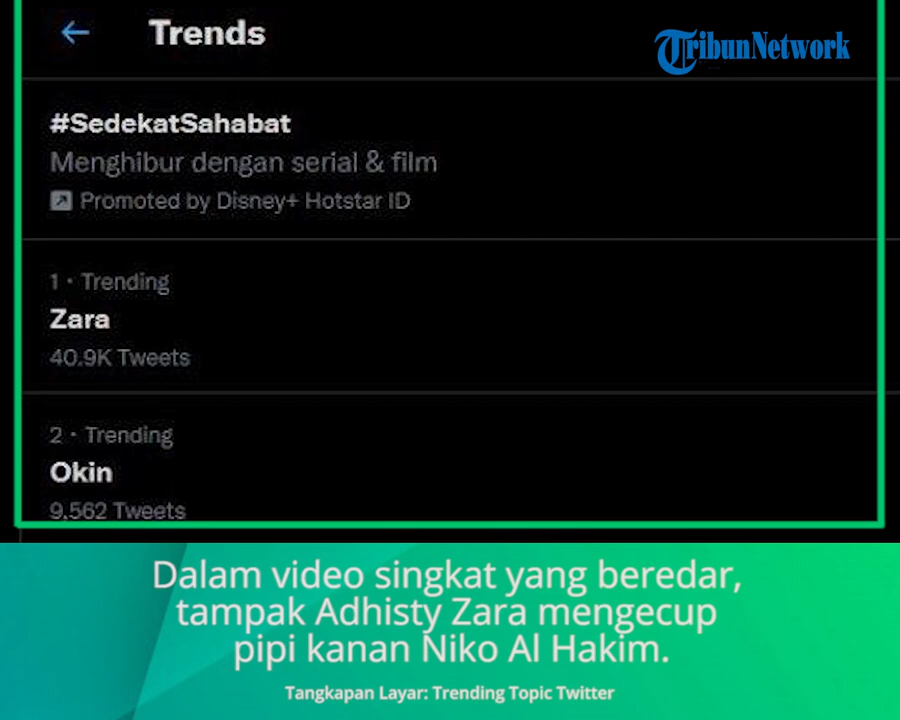 Trends
TribunNetwork
#SedekatSahabat
Menghibur dengan serial & film
Promoted by Disney+ Hotstar ID
1 · Trending
Zara
40.9K Tweets
2 · Trending
Okin
9,562 Tweets
Dalam video singkat yang beredar,
tampak Adhisty Zara mengecup
pipi kanan Niko Al Hakim.
Tangkapan Layar: Trending Topic Twitter